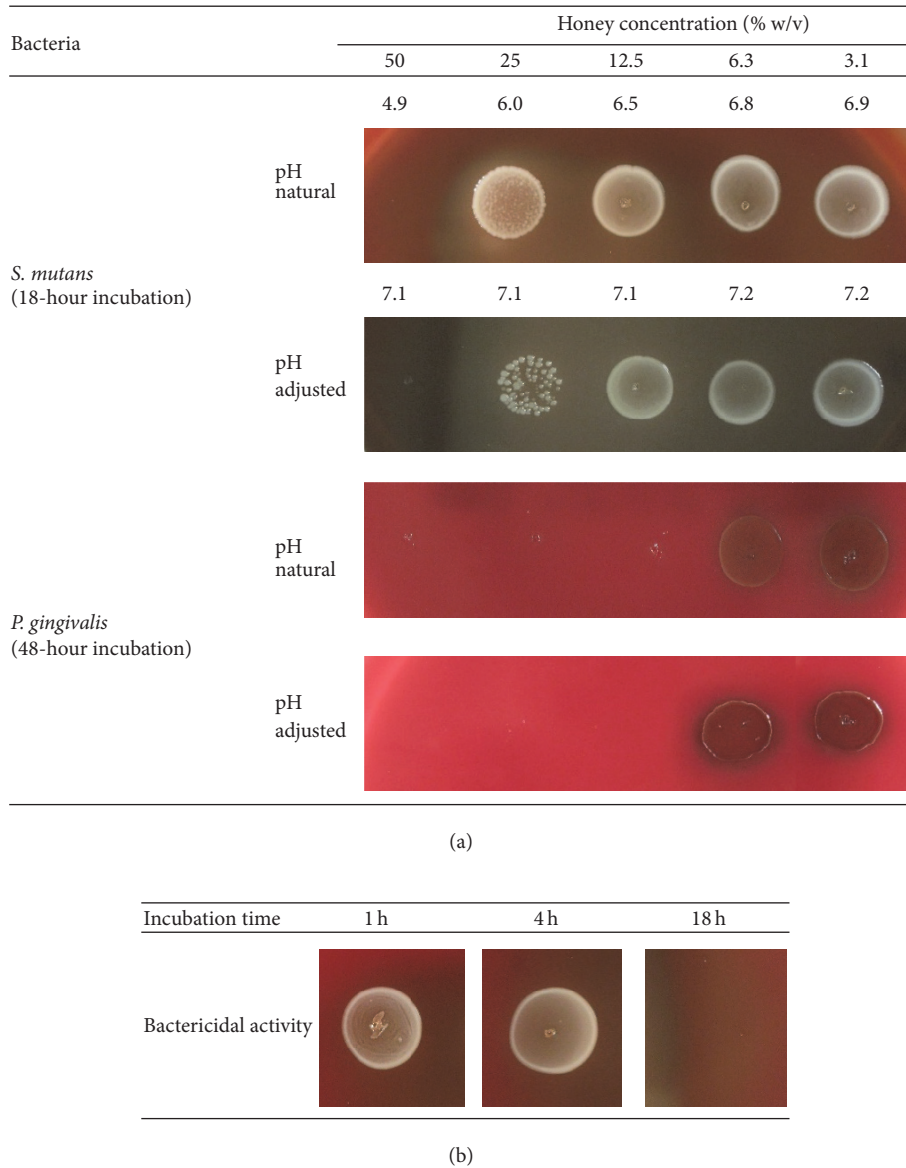 Bacteria
Honey concentration (% w/v)
50 25 12.5 6.3 3.1
4.9 6.0 6.5 6.8 6.9
pH
natural
S. mutans
(18-hour incubation)
7.1 7.1 7.1 7.2 7.2
pH
adjusted
pH
natural
P. gingivalis
(48-hour incubation)
pH
adjusted
(a)
Incubation time 1 h 4 h 18 h
Bactericidal activity
(b)